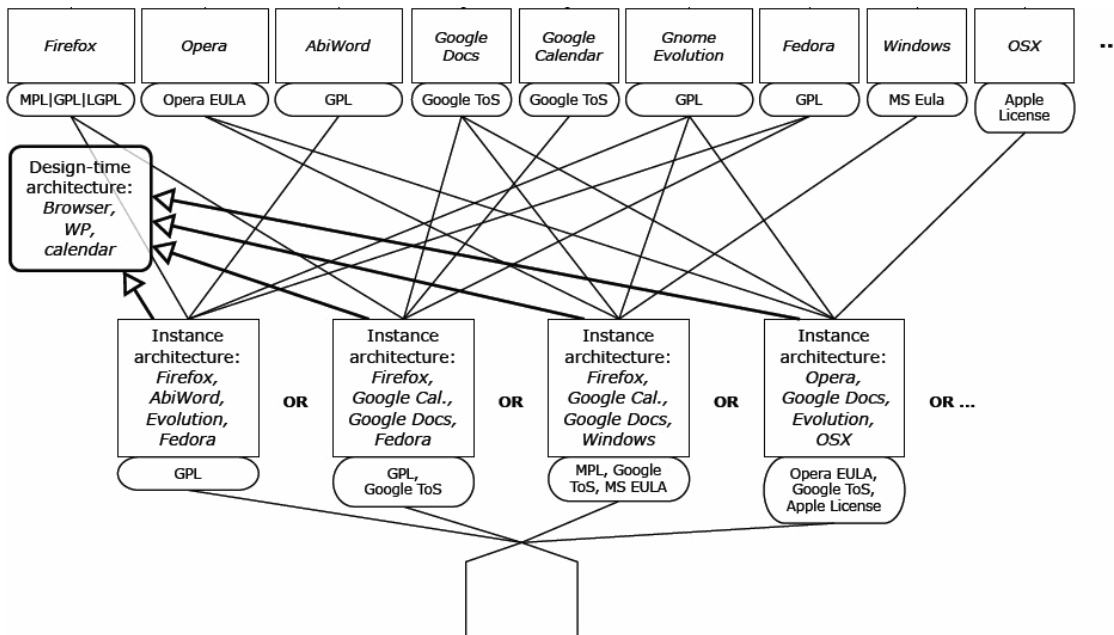 Firefox
Opera
AbiWord
Google
Docs
Google
Calendar
Gnome
Evolution
Fedora
Windows
OSX
..
MPL|GPL|LGPL
Opera EULA
GPL
Google ToS
Google ToS
GPL
GPL
MS Eula
Apple
License
Design-time
architecture:
Browser,
WP,
calendar
Instance
architecture:
Firefox,
AbiWord,
Evolution,
Fedora
GPL
OR
Instance
architecture:
Firefox,
Google Cal.,
Google Docs,
Fedora
GPL,
Google ToS
OR
Instance
architecture:
Firefox,
Google Cal.,
Google Docs,
Windows
MPL, Google
ToS, MS EULA
OR
Instance
architecture:
Opera,
Google Docs,
Evolution,
OSX
Opera EULA,
Google ToS,
Apple License
OR ...